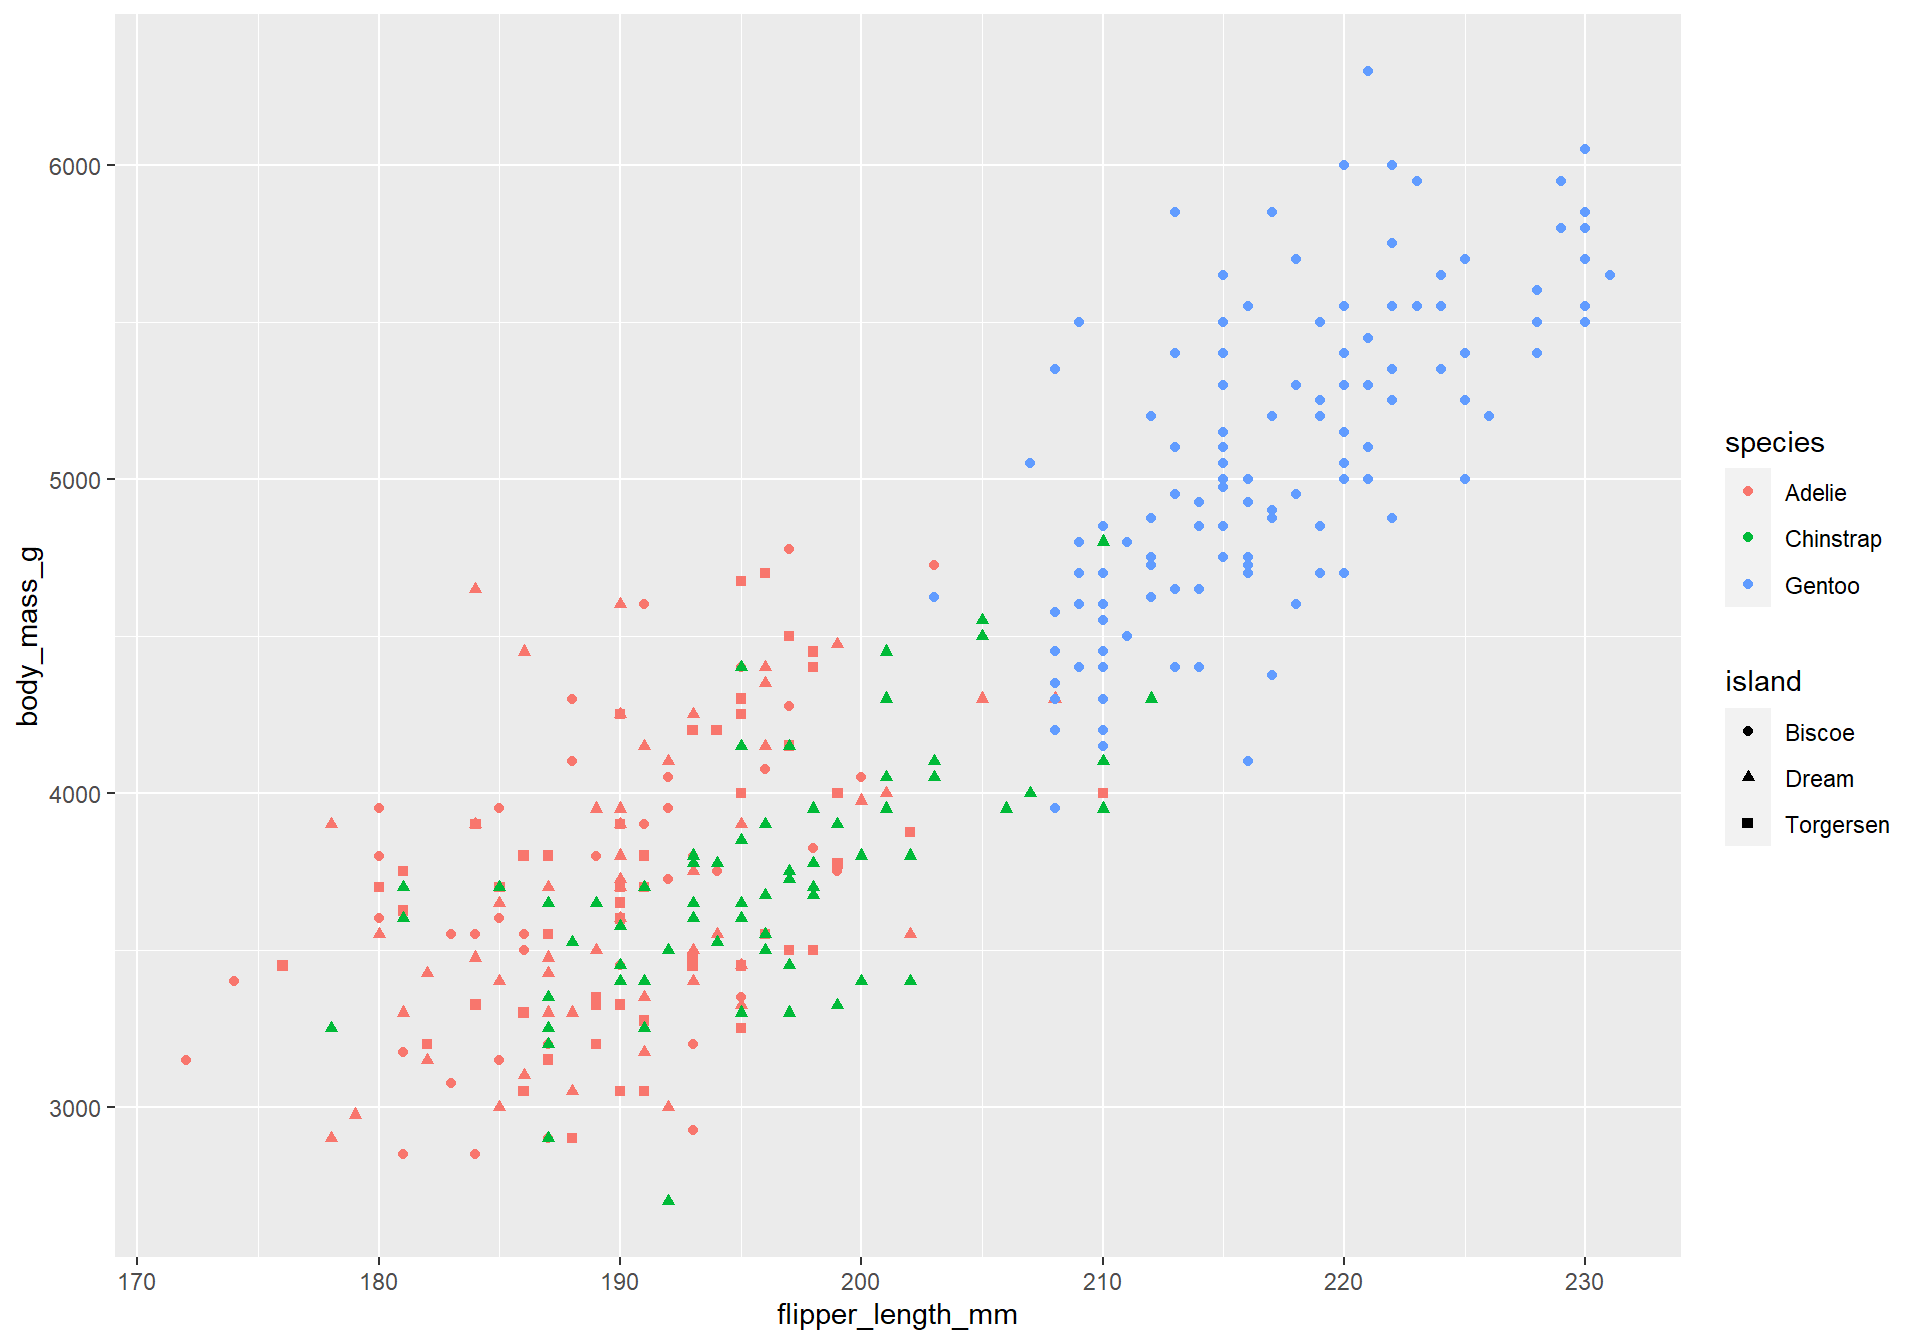 6000
5000
4000
3000
body_mass_g
170
180
190
200
210
220
230
flipper_length_mm
species
Adelie
Chinstrap
Gentoo
island
Biscoe
Dream
Torgersen